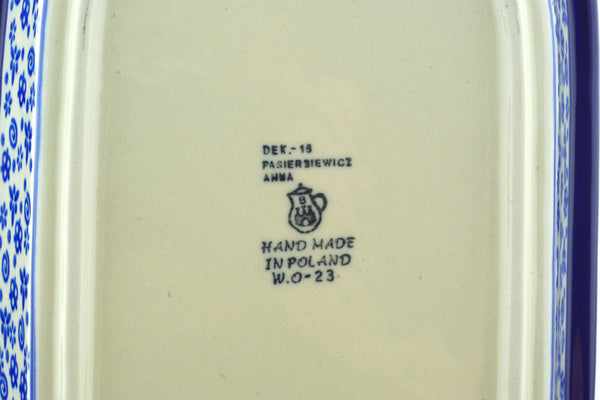 DEK.-16
PASIERBIEWICZ
ANNA
B
HAND MADE
IN POLAND
W.O-23